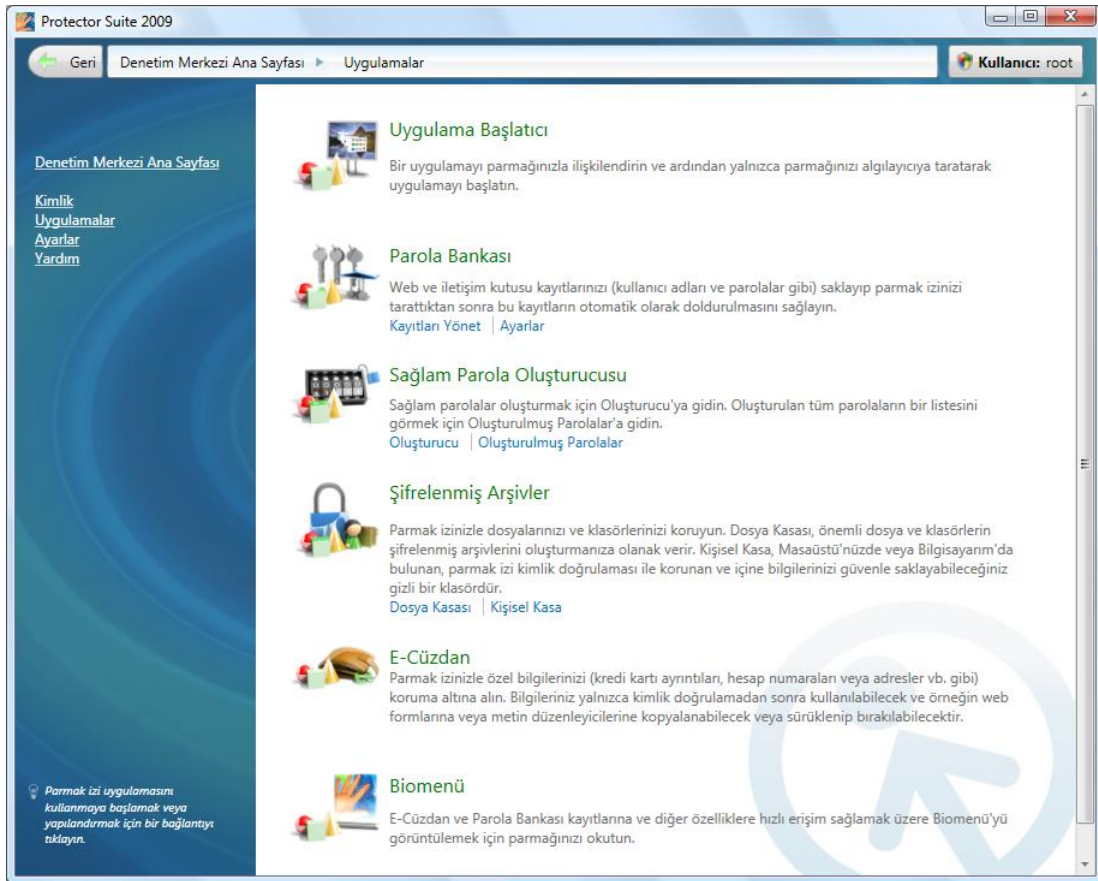 Protector Suite 2009
Geri
Denetim Merkezi Ana Sayfası
Uygulamalar
Kullanıcı: root
Denetim Merkezi Ana Sayfası
Kimlik
Uygulamalar
Ayarlar
Yardım
Parmak izi uygulamasını
kullanmaya başlamak veya
yapılandırmak için bir bağlantıyı
tıklayın.
Uygulama Başlatıcı
Bir uygulamayı parmağınızla ilişkilendirin ve ardından yalnızca parmağınızı algılayıcıya taratarak
uygulamayı başlatın.
Parola Bankası
Web ve iletişim kutusu kayıtlarınızı (kullanıcı adları ve parolalar gibi) saklayıp parmak izinizi
tarattıktan sonra bu kayıtların otomatik olarak doldurulmasını sağlayın.
Kayıtları Yönet | Ayarlar
Sağlam Parola Oluşturucusu
Sağlam parolalar oluşturmak için Oluşturucu'ya gidin. Oluşturulan tüm parolaların bir listesini
görmek için Oluşturulmuş Parolalar'a gidin.
Oluşturucu | Oluşturulmuş Parolalar
Şifrelenmiş Arşivler
Parmak izinizle dosyalarınızı ve klasörlerinizi koruyun. Dosya Kasası, önemli dosya ve klasörlerin
şifrelenmiş arşivlerini oluşturmanıza olanak verir. Kişisel Kasa, Masaüstü'nüzde veya Bilgisayarım'da
bulunan, parmak izi kimlik doğrulaması ile korunan ve içine bilgilerinizi güvenle saklayabileceğiniz
gizli bir klasördür.
Dosya Kasası | Kişisel Kasa
E-Cüzdan
Parmak izinizle özel bilgilerinizi (kredi kartı ayrıntıları, hesap numaraları veya adresler vb. gibi)
koruma altına alın. Bilgileriniz yalnızca kimlik doğrulamadan sonra kullanılabilecek ve örneğin web
formlarına veya metin düzenleyicilerine kopyalanabilecek veya sürüklenip bırakılabilecektir.
Biomenü
E-Cüzdan ve Parola Bankası kayıtlarına ve diğer özelliklere hızlı erişim sağlamak üzere Biomenü'yü
görüntülemek için parmağınızı okutun.